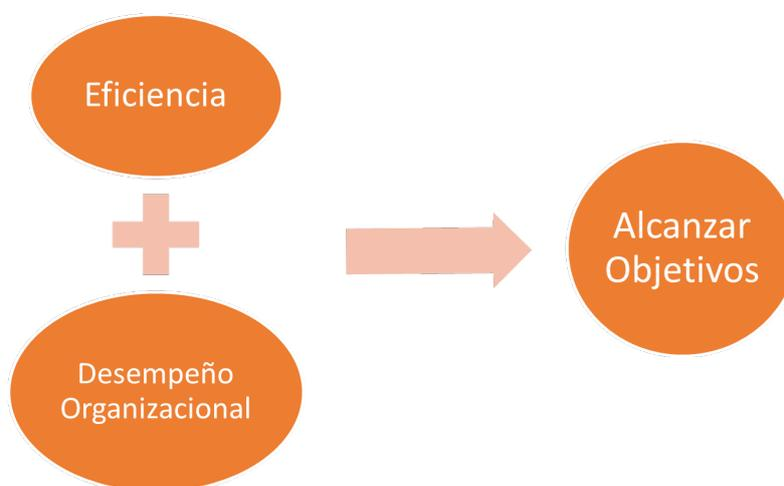 Eficiencia
Desempeño
Organizacional
Alcanzar
Objetivos